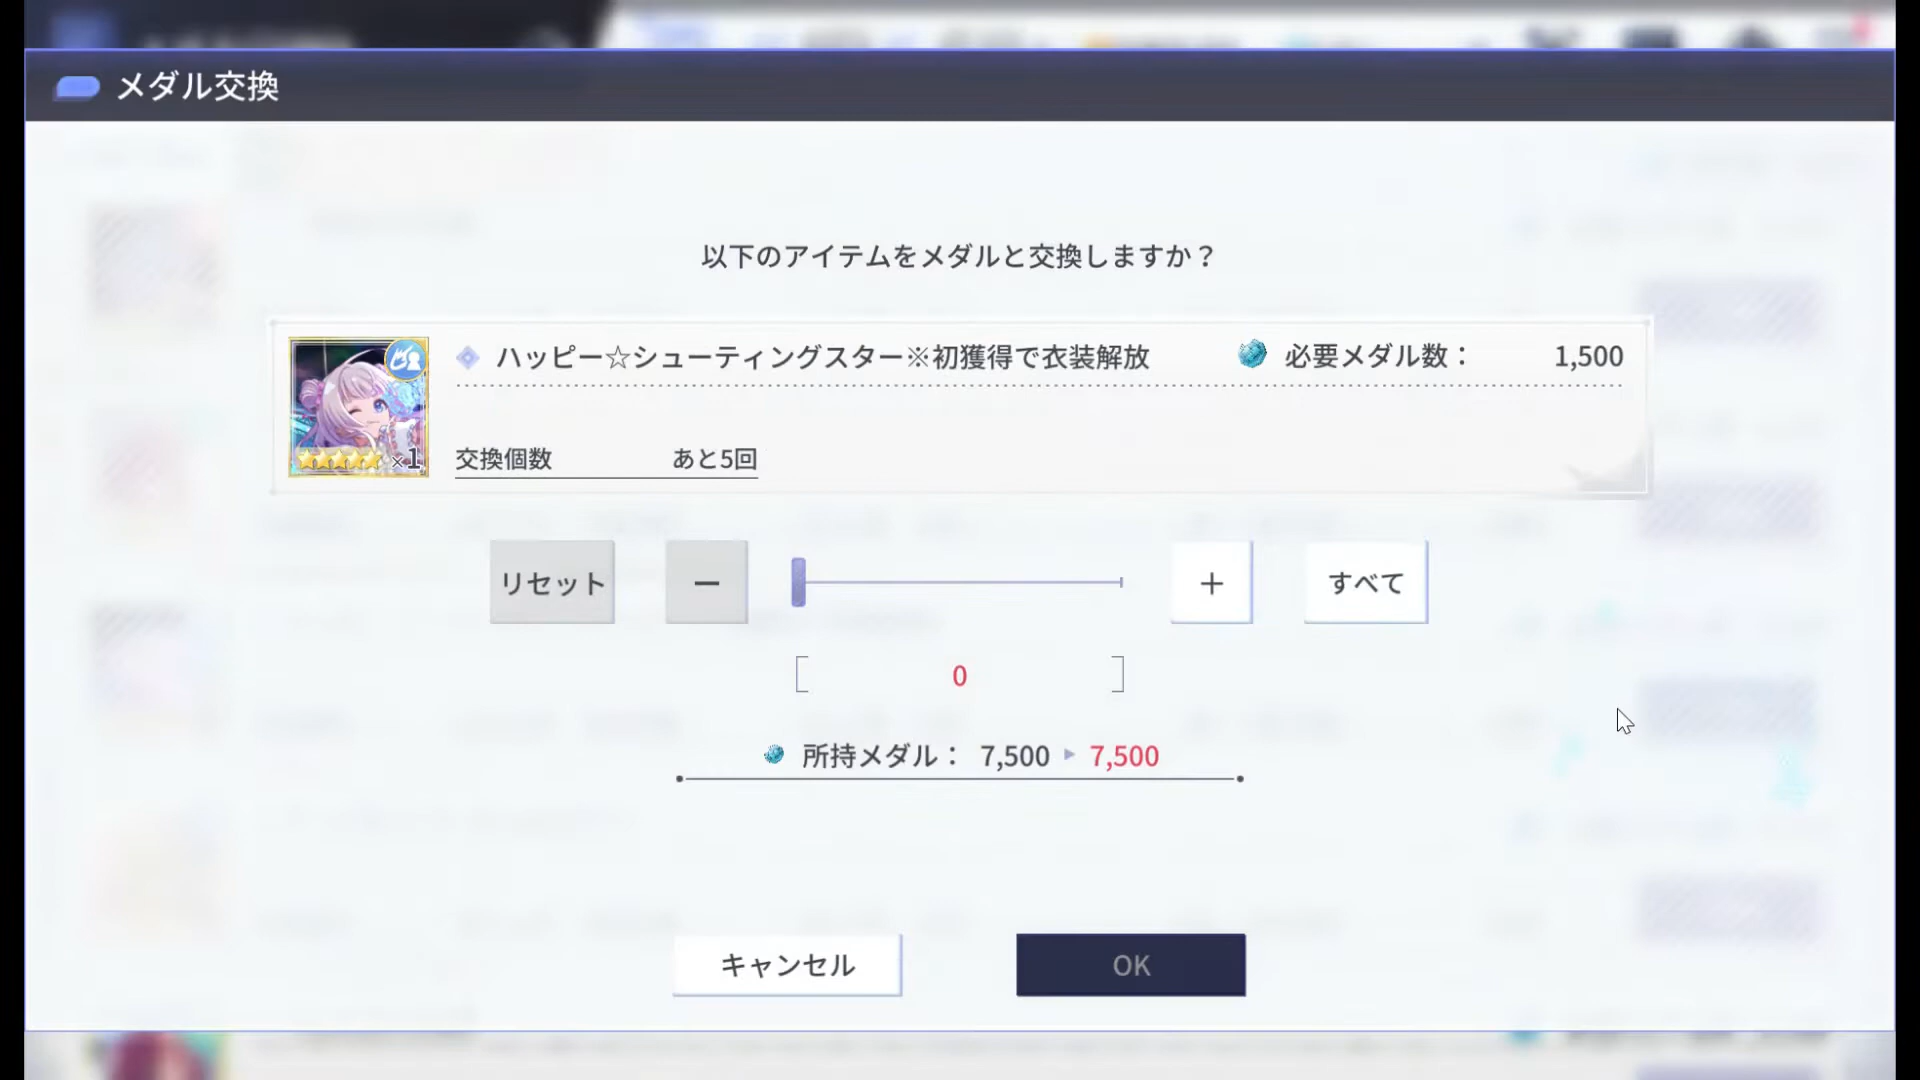 メダル交換
以下のアイテムをメダルと交換しますか？
ハッピー☆シューティングスター※初獲得で衣装解放 必要メダル数： 1,500
×1
交換個数 あと5回
リセット − + すべて
0
所持メダル： 7,500 ▶ 7,500
キャンセル OK